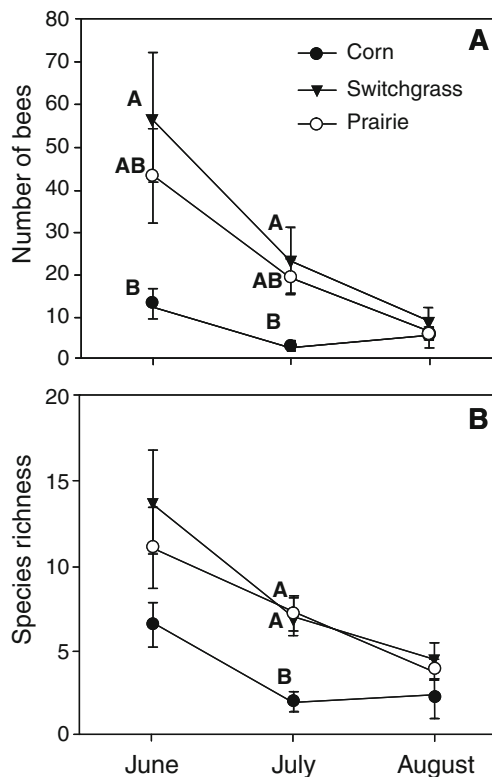 80
70
60
50
40
30
20
10
0
Number of bees
A
Corn
Switchgrass
Prairie
A
AB
B
A
AB
B
20
15
10
5
0
Species richness
B
A
A
B
June July August